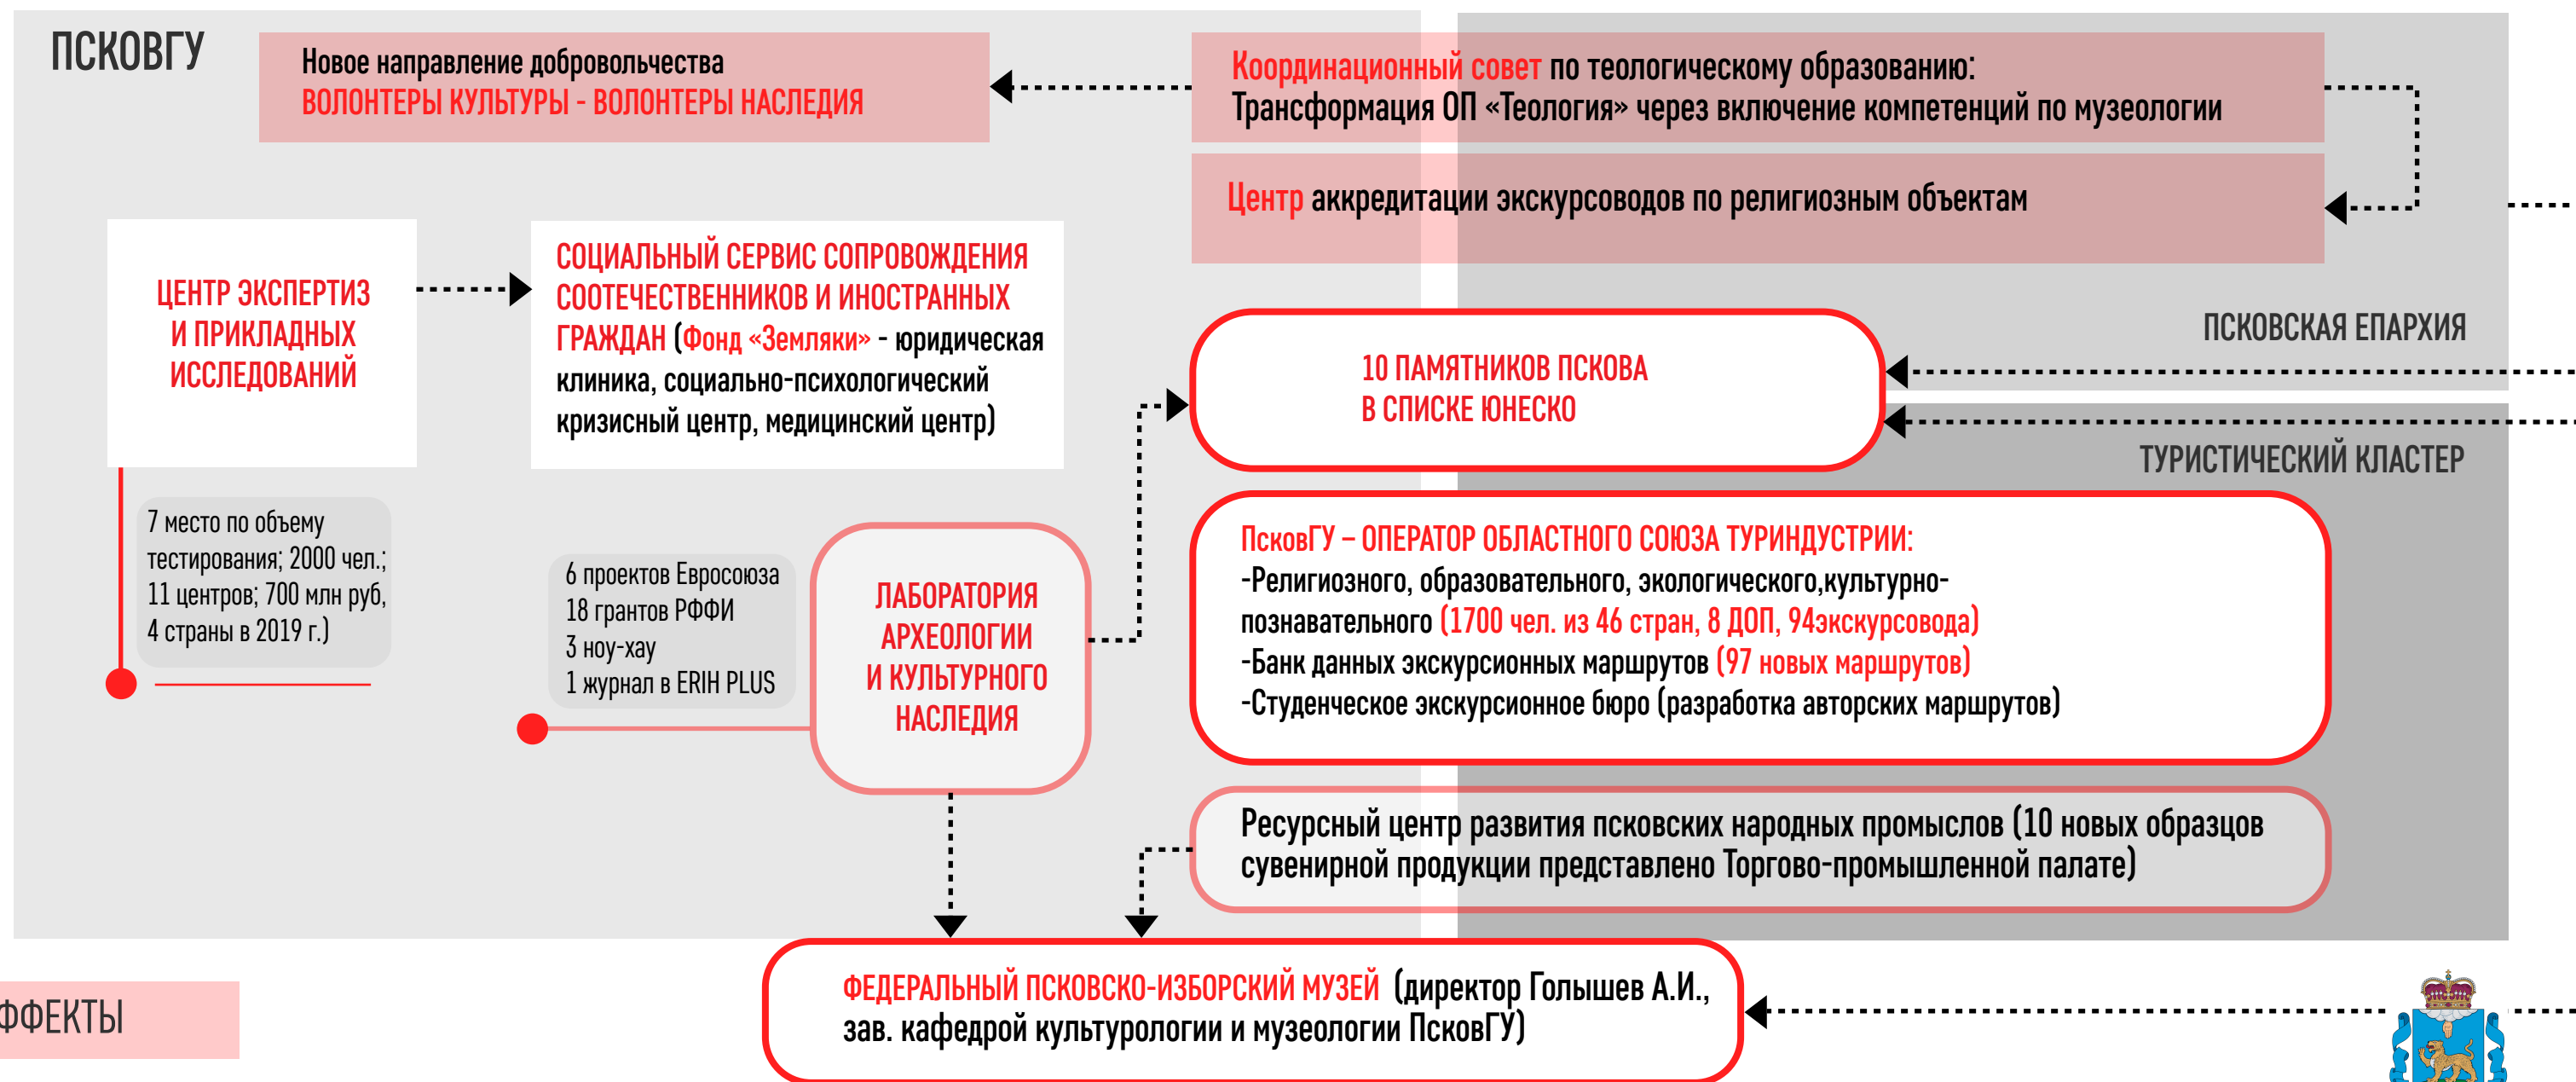 ПСКОВГУ
Новое направление добровольчества
ВОЛОНТЕРЫ КУЛЬТУРЫ - ВОЛОНТЕРЫ НАСЛЕДИЯ
Координационный совет по теологическому образованию:
Трансформация ОП «Теология» через включение компетенций по музеологии
Центр аккредитации экскурсоводов по религиозным объектам
ЦЕНТР ЭКСПЕРТИЗ
И ПРИКЛАДНЫХ
ИССЛЕДОВАНИЙ
СОЦИАЛЬНЫЙ СЕРВИС СОПРОВОЖДЕНИЯ
СООТЕЧЕСТВЕННИКОВ И ИНОСТРАННЫХ
ГРАЖДАН (Фонд «Земляки» - юридическая
клиника, социально-психологический
кризисный центр, медицинский центр)
ПСКОВСКАЯ ЕПАРХИЯ
10 ПАМЯТНИКОВ ПСКОВА
В СПИСКЕ ЮНЕСКО
ТУРИСТИЧЕСКИЙ КЛАСТЕР
7 место по объему
тестирования; 2000 чел.;
11 центров; 700 млн руб,
4 страны в 2019 г.)
6 проектов Евросоюза
18 грантов РФФИ
3 ноу-хау
1 журнал в ERIH PLUS
ЛАБОРАТОРИЯ
АРХЕОЛОГИИ
И КУЛЬТУРНОГО
НАСЛЕДИЯ
ПсковГУ – ОПЕРАТОР ОБЛАСТНОГО СОЮЗА ТУРИНДУСТРИИ:
-Религиозного, образовательного, экологического,культурно-
познавательного (1700 чел. из 46 стран, 8 ДОП, 94экскурсовода)
-Банк данных экскурсионных маршрутов (97 новых маршрутов)
-Студенческое экскурсионное бюро (разработка авторских маршрутов)
Ресурсный центр развития псковских народных промыслов (10 новых образцов
сувенирной продукции представлено Торгово-промышленной палате)
ФЕДЕРАЛЬНЫЙ ПСКОВСКО-ИЗБОРСКИЙ МУЗЕЙ (директор Голышев А.И.,
зав. кафедрой культурологии и музеологии ПсковГУ)
ФФЕКТЫ